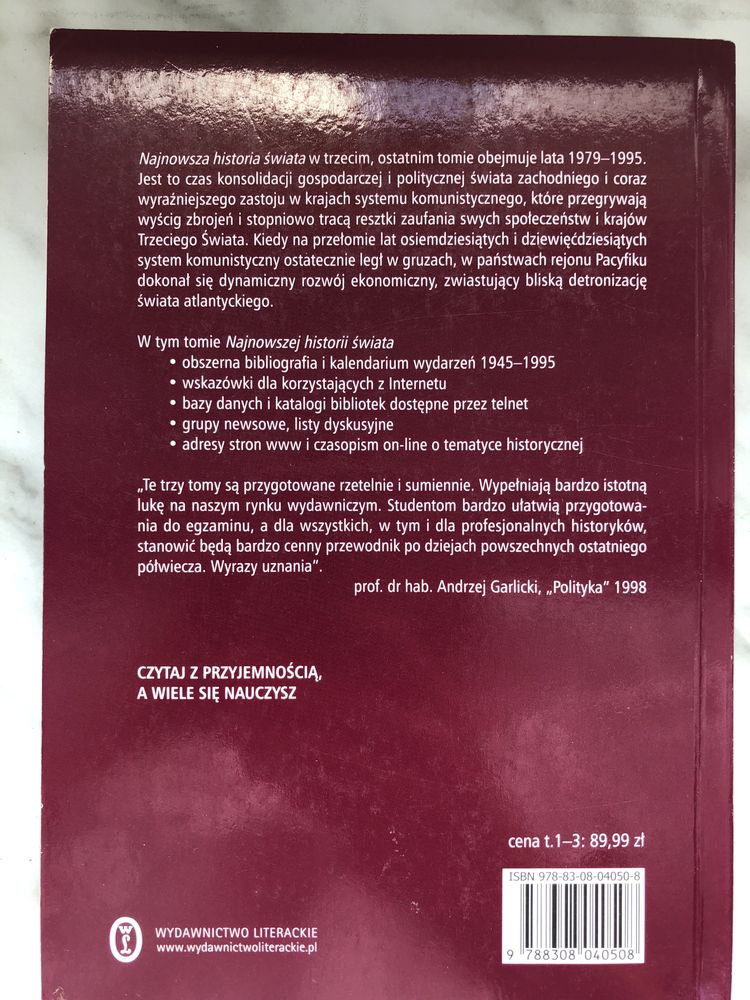 Najnowsza historia świata w trzecim, ostatnim tomie obejmuje lata 1979–1995.
Jest to czas konsolidacji gospodarczej i politycznej świata zachodniego i coraz
wyraźniejszego zastoju w krajach systemu komunistycznego, które przegrywają
wyścig zbrojeń i stopniowo tracą resztki zaufania swych społeczeństw i krajów
Trzeciego Świata. Kiedy na przełomie lat osiemdziesiątych i dziewięćdziesiątych
system komunistyczny ostatecznie legł w gruzach, w państwach rejonu Pacyfiku
dokonał się dynamiczny rozwój ekonomiczny, zwiastujący bliską detronizację
świata atlantyckiego.
W tym tomie Najnowszej historii świata
• obszerna bibliografia i kalendarium wydarzeń 1945–1995
• wskazówki dla korzystających z Internetu
• bazy danych i katalogi bibliotek dostępne przez telnet
• grupy newsowe, listy dyskusyjne
• adresy stron www i czasopism on-line o tematyce historycznej
„Te trzy tomy są przygotowane rzetelnie i sumiennie. Wypełniają bardzo istotną
lukę na naszym rynku wydawniczym. Studentom bardzo ułatwią przygotowa-
nia do egzaminu, a dla wszystkich, w tym i dla profesjonalnych historyków,
stanowić będą bardzo cenny przewodnik po dziejach powszechnych ostatniego
półwiecza. Wyrazy uznania".
prof. dr hab. Andrzej Garlicki, „Polityka" 1998
CZYTAJ Z PRZYJEMNOŚCIĄ,
A WIELE SIĘ NAUCZYSZ
cena t.1–3: 89,99 zł
ISBN 978-83-08-04050-8
9 788308 040508
WL
WYDAWNICTWO LITERACKIE
www.wydawnictwoliterackie.pl